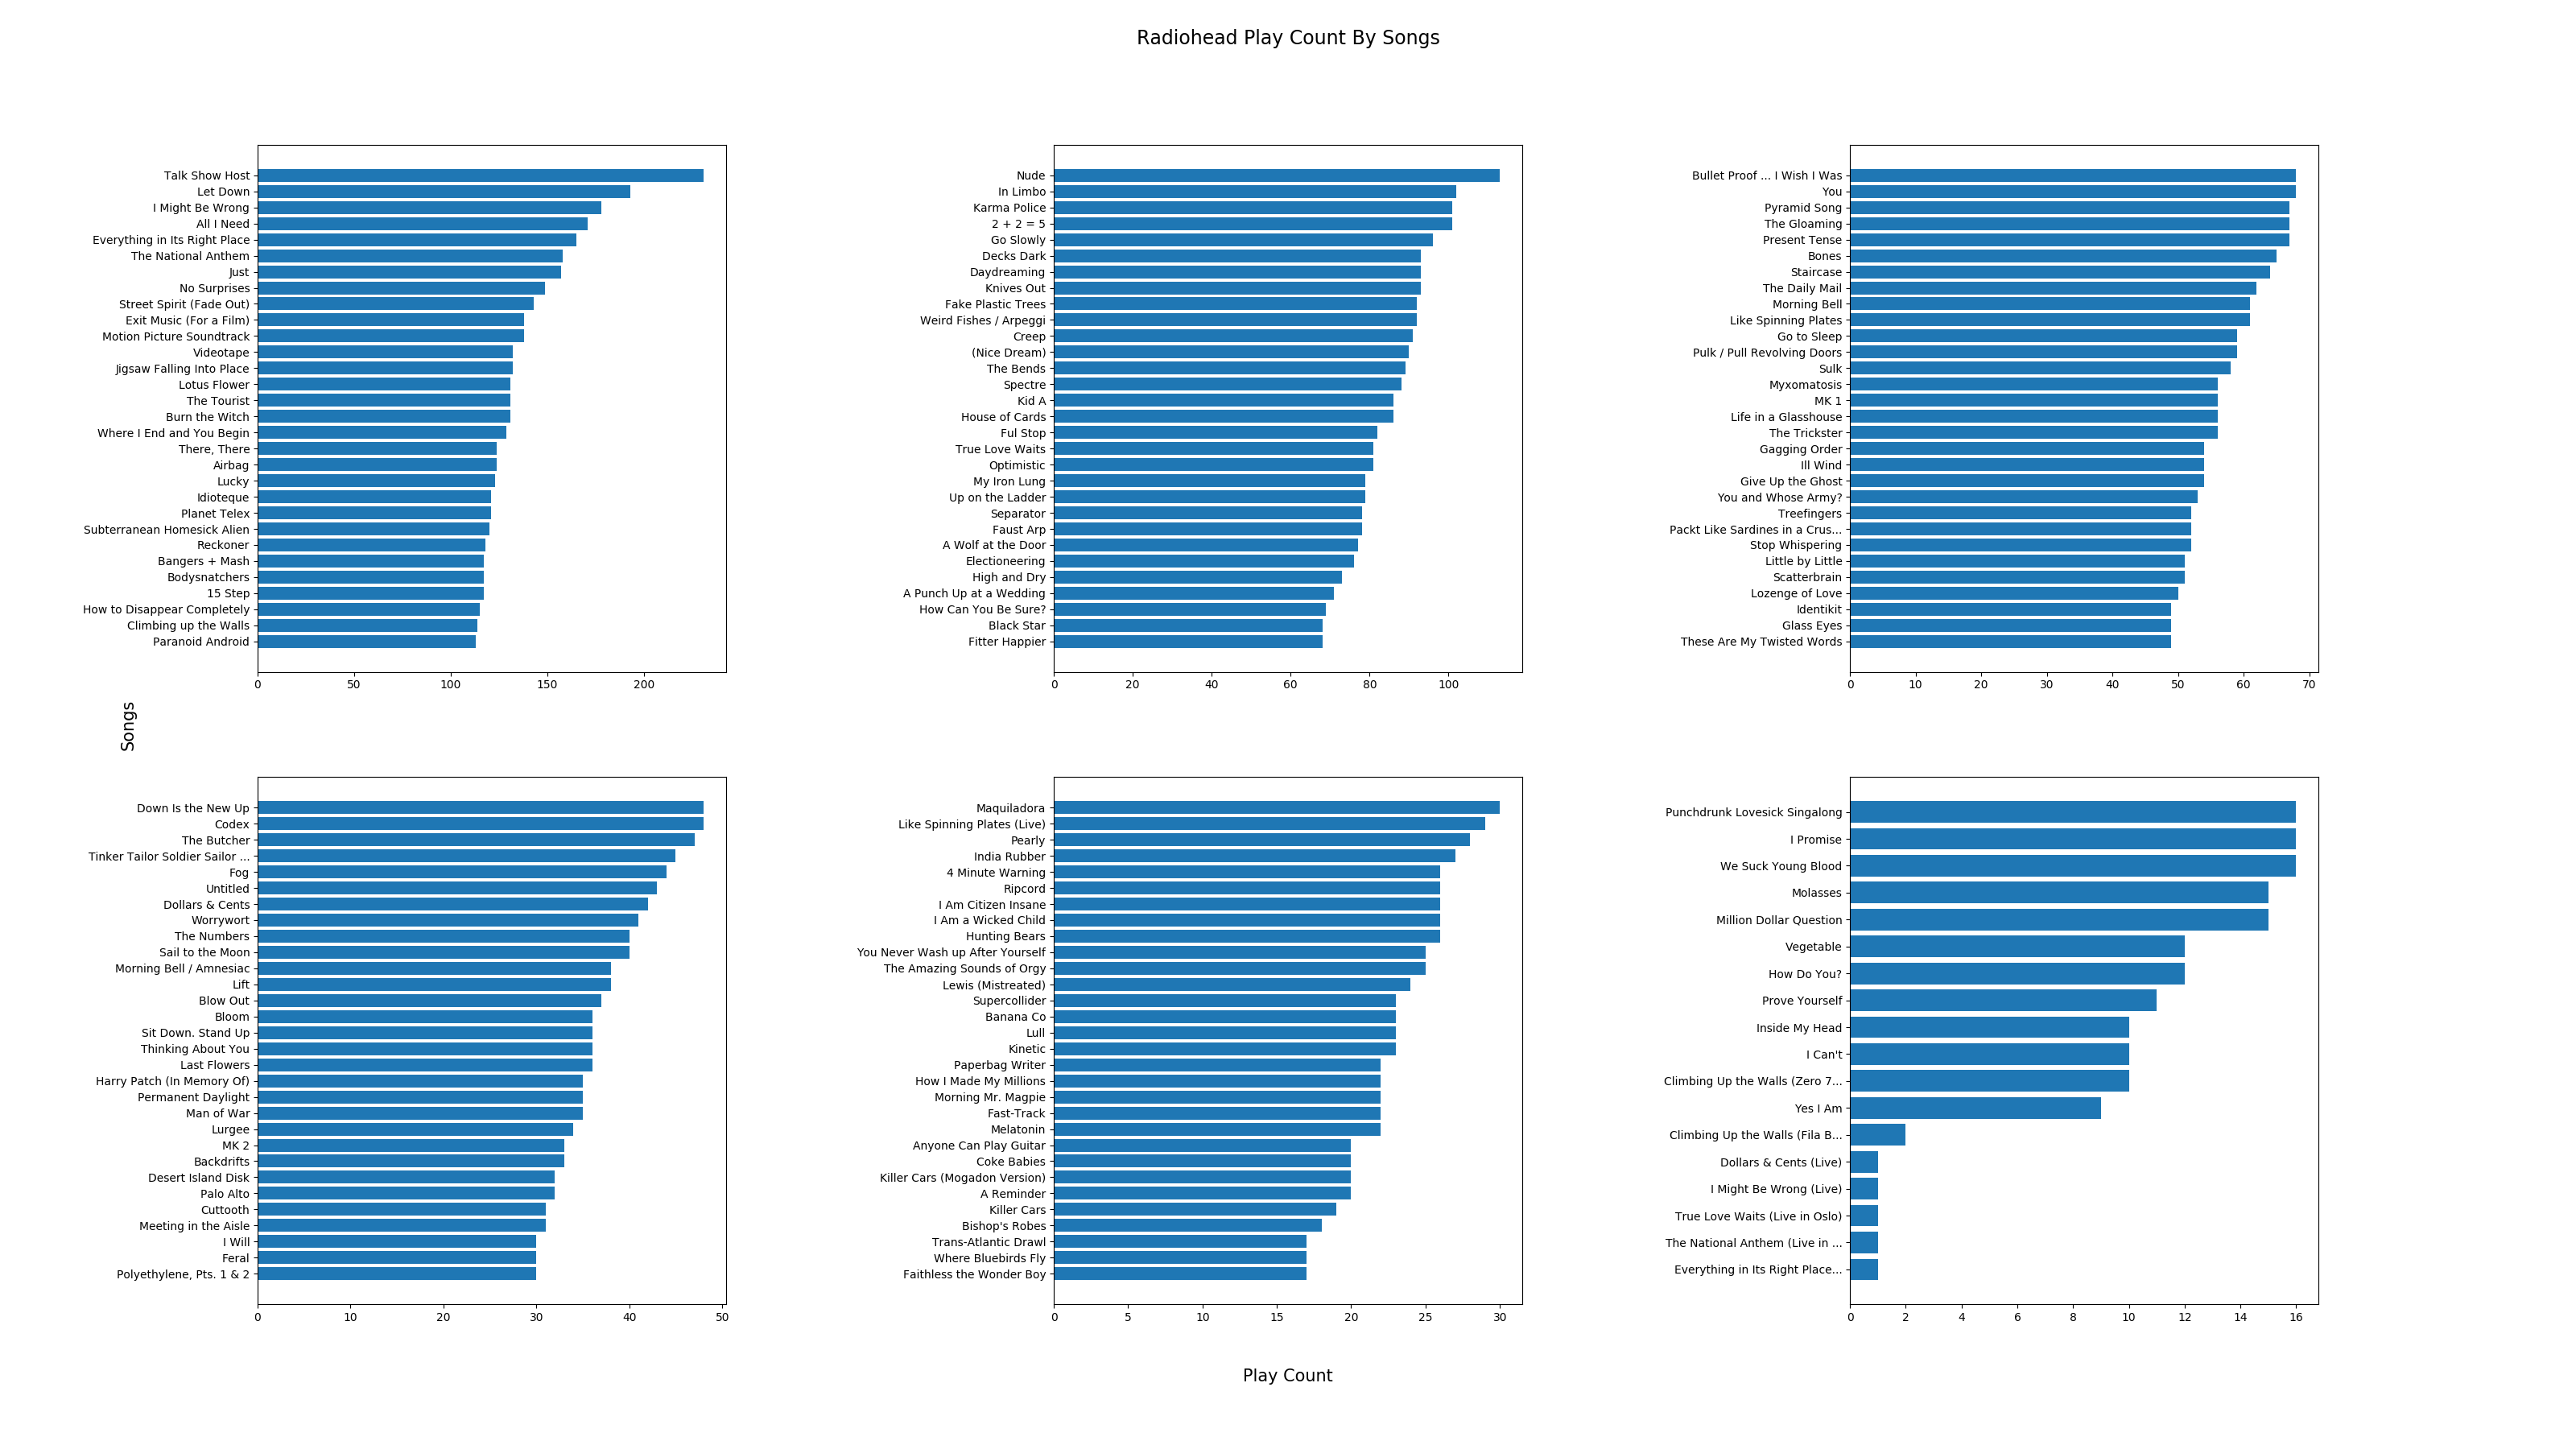 Radiohead Play Count By Songs
Talk Show Host
Let Down
I Might Be Wrong
All I Need
Everything in Its Right Place
The National Anthem
Just
No Surprises
Street Spirit (Fade Out)
Exit Music (For a Film)
Motion Picture Soundtrack
Videotape
Jigsaw Falling Into Place
Lotus Flower
The Tourist
Burn the Witch
Where I End and You Begin
There, There
Airbag
Lucky
Idioteque
Planet Telex
Subterranean Homesick Alien
Reckoner
Bangers + Mash
Bodysnatchers
15 Step
How to Disappear Completely
Climbing up the Walls
Paranoid Android
0 50 100 150 200
Nude
In Limbo
Karma Police
2 + 2 = 5
Go Slowly
Decks Dark
Daydreaming
Knives Out
Fake Plastic Trees
Weird Fishes / Arpeggi
Creep
(Nice Dream)
The Bends
Spectre
Kid A
House of Cards
Ful Stop
True Love Waits
Optimistic
My Iron Lung
Up on the Ladder
Separator
Faust Arp
A Wolf at the Door
Electioneering
High and Dry
A Punch Up at a Wedding
How Can You Be Sure?
Black Star
Fitter Happier
0 20 40 60 80 100
Bullet Proof ... I Wish I Was
You
Pyramid Song
The Gloaming
Present Tense
Bones
Staircase
The Daily Mail
Morning Bell
Like Spinning Plates
Go to Sleep
Pulk / Pull Revolving Doors
Sulk
Myxomatosis
MK 1
Life in a Glasshouse
The Trickster
Gagging Order
Ill Wind
Give Up the Ghost
You and Whose Army?
Treefingers
Packt Like Sardines in a Crus...
Stop Whispering
Little by Little
Scatterbrain
Lozenge of Love
Identikit
Glass Eyes
These Are My Twisted Words
0 10 20 30 40 50 60 70
Songs
Down Is the New Up
Codex
The Butcher
Tinker Tailor Soldier Sailor ...
Fog
Untitled
Dollars & Cents
Worrywort
The Numbers
Sail to the Moon
Morning Bell / Amnesiac
Lift
Blow Out
Bloom
Sit Down. Stand Up
Thinking About You
Last Flowers
Harry Patch (In Memory Of)
Permanent Daylight
Man of War
Lurgee
MK 2
Backdrifts
Desert Island Disk
Palo Alto
Cuttooth
Meeting in the Aisle
I Will
Feral
Polyethylene, Pts. 1 & 2
0 10 20 30 40 50
Maquiladora
Like Spinning Plates (Live)
Pearly
India Rubber
4 Minute Warning
Ripcord
I Am Citizen Insane
I Am a Wicked Child
Hunting Bears
You Never Wash up After Yourself
The Amazing Sounds of Orgy
Lewis (Mistreated)
Supercollider
Banana Co
Lull
Kinetic
Paperbag Writer
How I Made My Millions
Morning Mr. Magpie
Fast-Track
Melatonin
Anyone Can Play Guitar
Coke Babies
Killer Cars (Mogadon Version)
A Reminder
Killer Cars
Bishop's Robes
Trans-Atlantic Drawl
Where Bluebirds Fly
Faithless the Wonder Boy
0 5 10 15 20 25 30
Punchdrunk Lovesick Singalong
I Promise
We Suck Young Blood
Molasses
Million Dollar Question
Vegetable
How Do You?
Prove Yourself
Inside My Head
I Can't
Climbing Up the Walls (Zero 7...
Yes I Am
Climbing Up the Walls (Fila B...
Dollars & Cents (Live)
I Might Be Wrong (Live)
True Love Waits (Live in Oslo)
The National Anthem (Live in ...
Everything in Its Right Place...
0 2 4 6 8 10 12 14 16
Play Count